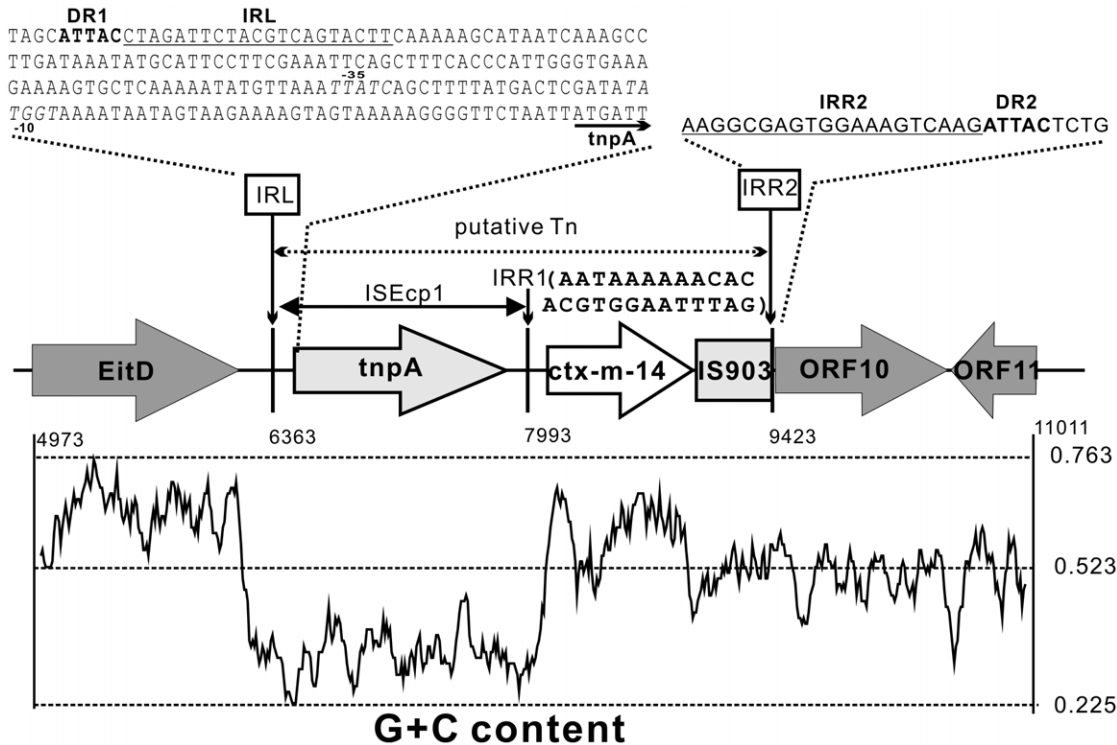 DR1 IRL
TAGCATTACCTAGATTCTACGTCAGTACTTCAAAAAGCATAATCAAAGCC
TTGATAAATATGCATTCCTTCGAAATTCAGCTTTCACCCATTGGGTGAAA
-35
GAAAAGTGCTCAAAAATATGTTAAATTATCAGCTTTTATGACTCGATATA
TGGTAAAATAATAGTAAGAAAAGTAGTAAAAAGGGGTTCTAATTATGATT
-10
tnpA
IRR2 DR2
AAGGCGAGTGGAAAGTCAAGATTACTCTG
IRL
IRR2
putative Tn
ISEcp1
IRR1(AATAAAAAACAC
ACGTGGAATTTAG)
EitD tnpA ctx-m-14 IS903 ORF10 ORF11
4973 6363 7993 9423 11011
0.763
0.523
0.225
G+C content